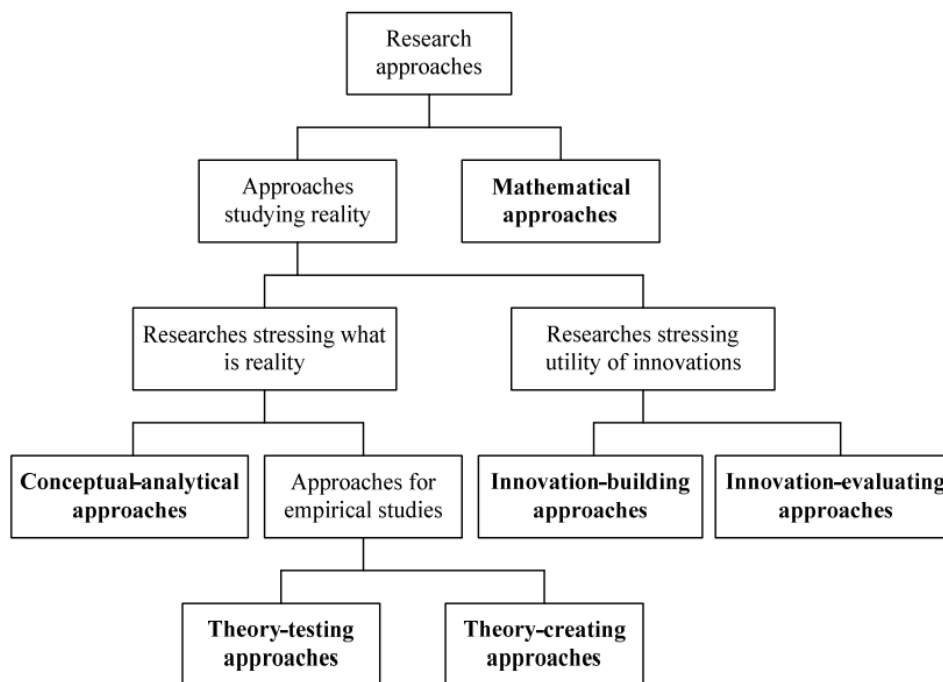 Research
approaches
Approaches
studying reality
Mathematical
approaches
Researches stressing what
is reality
Researches stressing
utility of innovations
Conceptual-analytical
approaches
Approaches for
empirical studies
Innovation-building
approaches
Innovation-evaluating
approaches
Theory-testing
approaches
Theory-creating
approaches